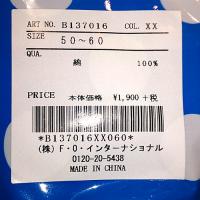 ART NO. B137016 COL. XX
SIZE
50～60
QUA.
綿 100%
PRICE 本体価格 ¥1,900 +税
*B137016XX060*
(株)F・O・インターナショナル
0120-20-5438
MADE IN CHINA